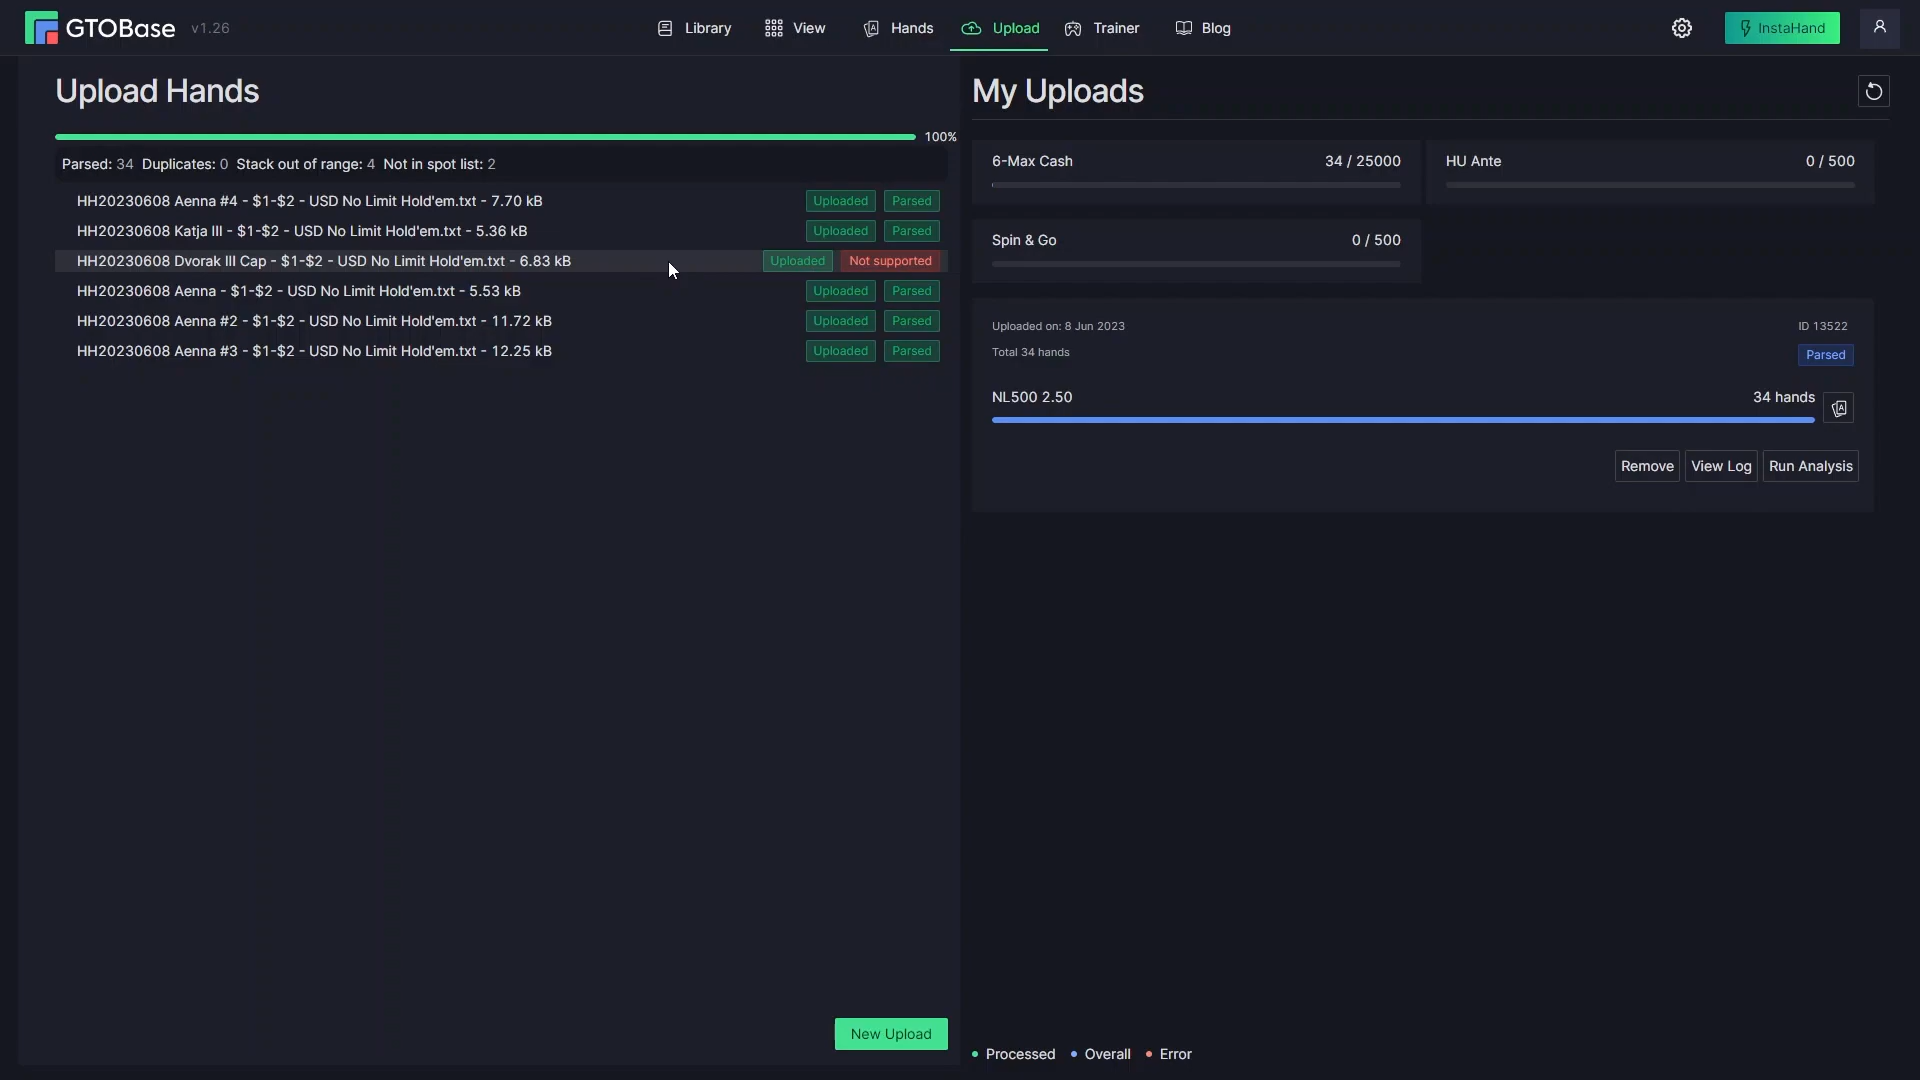 GTOBase v1.26
Library
View
Hands
Upload
Trainer
Blog
InstaHand
Upload Hands
100%
Parsed: 34 Duplicates: 0 Stack out of range: 4 Not in spot list: 2
HH20230608 Aenna #4 - $1-$2 - USD No Limit Hold'em.txt - 7.70 kB Uploaded Parsed
HH20230608 Katja III - $1-$2 - USD No Limit Hold'em.txt - 5.36 kB Uploaded Parsed
HH20230608 Dvorak III Cap - $1-$2 - USD No Limit Hold'em.txt - 6.83 kB Uploaded Not supported
HH20230608 Aenna - $1-$2 - USD No Limit Hold'em.txt - 5.53 kB Uploaded Parsed
HH20230608 Aenna #2 - $1-$2 - USD No Limit Hold'em.txt - 11.72 kB Uploaded Parsed
HH20230608 Aenna #3 - $1-$2 - USD No Limit Hold'em.txt - 12.25 kB Uploaded Parsed
New Upload
My Uploads
6-Max Cash 34 / 25000
HU Ante 0 / 500
Spin & Go 0 / 500
Uploaded on: 8 Jun 2023 ID 13522
Total 34 hands Parsed
NL500 2.50 34 hands
Remove View Log Run Analysis
Processed Overall Error